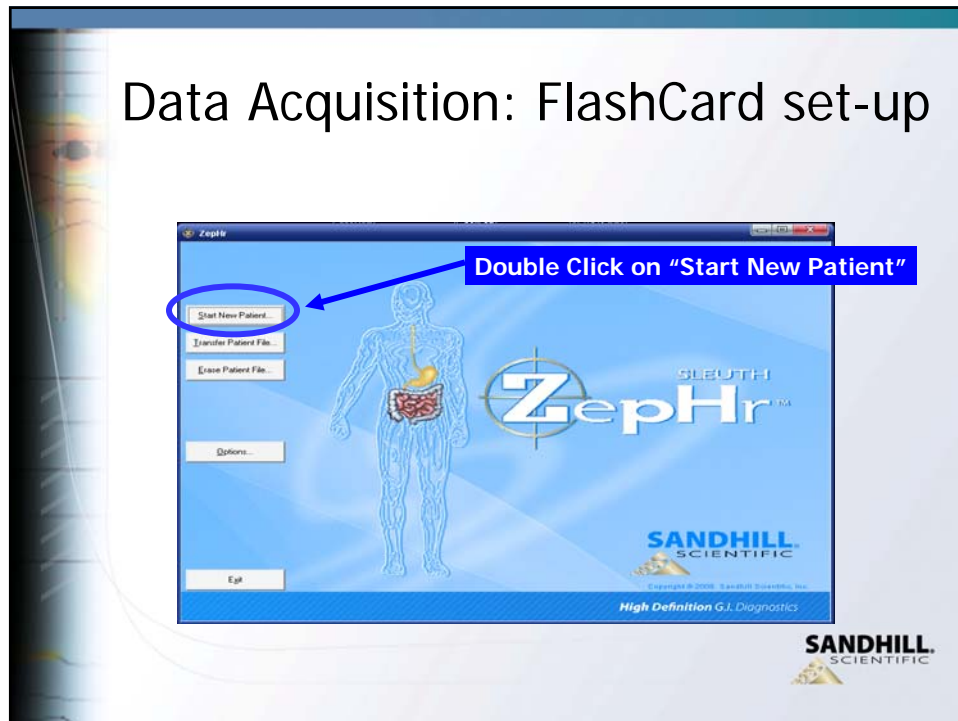 Data Acquisition: FlashCard set-up
ZepHr
Double Click on “Start New Patient”
Start New Patient...
Transfer Patient File...
Erase Patient File...
SLEUTH
ZepHr™
Options...
SANDHILL.
SCIENTIFIC
Exit
High Definition G.I. Diagnostics
SANDHILL.
SCIENTIFIC